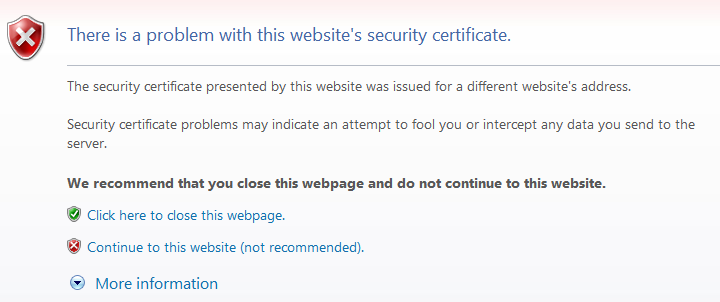 There is a problem with this website's security certificate.
The security certificate presented by this website was issued for a different website's address.
Security certificate problems may indicate an attempt to fool you or intercept any data you send to the
server.
We recommend that you close this webpage and do not continue to this website.
Click here to close this webpage.
Continue to this website (not recommended).
More information